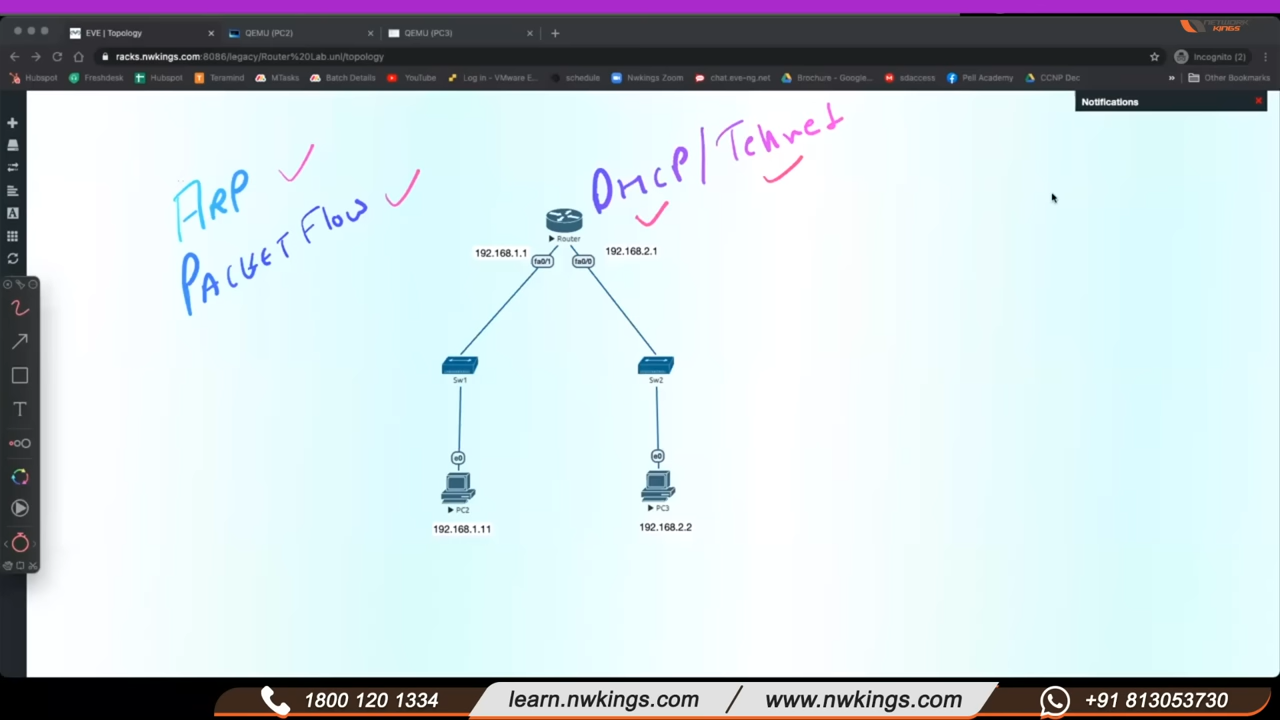 NETWORK
KINGS
EVE | Topology
QEMU (PC2)
QEMU (PC3)
racks.nwkings.com:8086/legacy/Router%20Lab.unl/topology
Incognito (2)
Hubspot
Freshdesk
Hubspot
Teramind
MTasks
Batch Details
YouTube
Log In - VMware E...
schedule
Nwkings Zoom
chat.eve-ng.net
Brochure - Google...
sdaccess
Pell Academy
CCNP Dec
»
Other Bookmarks
Notifications
ARP
PACKET Flow
DHCP/Telnet
Router
192.168.1.1
192.168.2.1
fa0/1
fa0/0
Sw1
Sw2
e0
e0
PC2
PC3
192.168.1.11
192.168.2.2
1800 120 1334
learn.nwkings.com / www.nwkings.com
+91 813053730